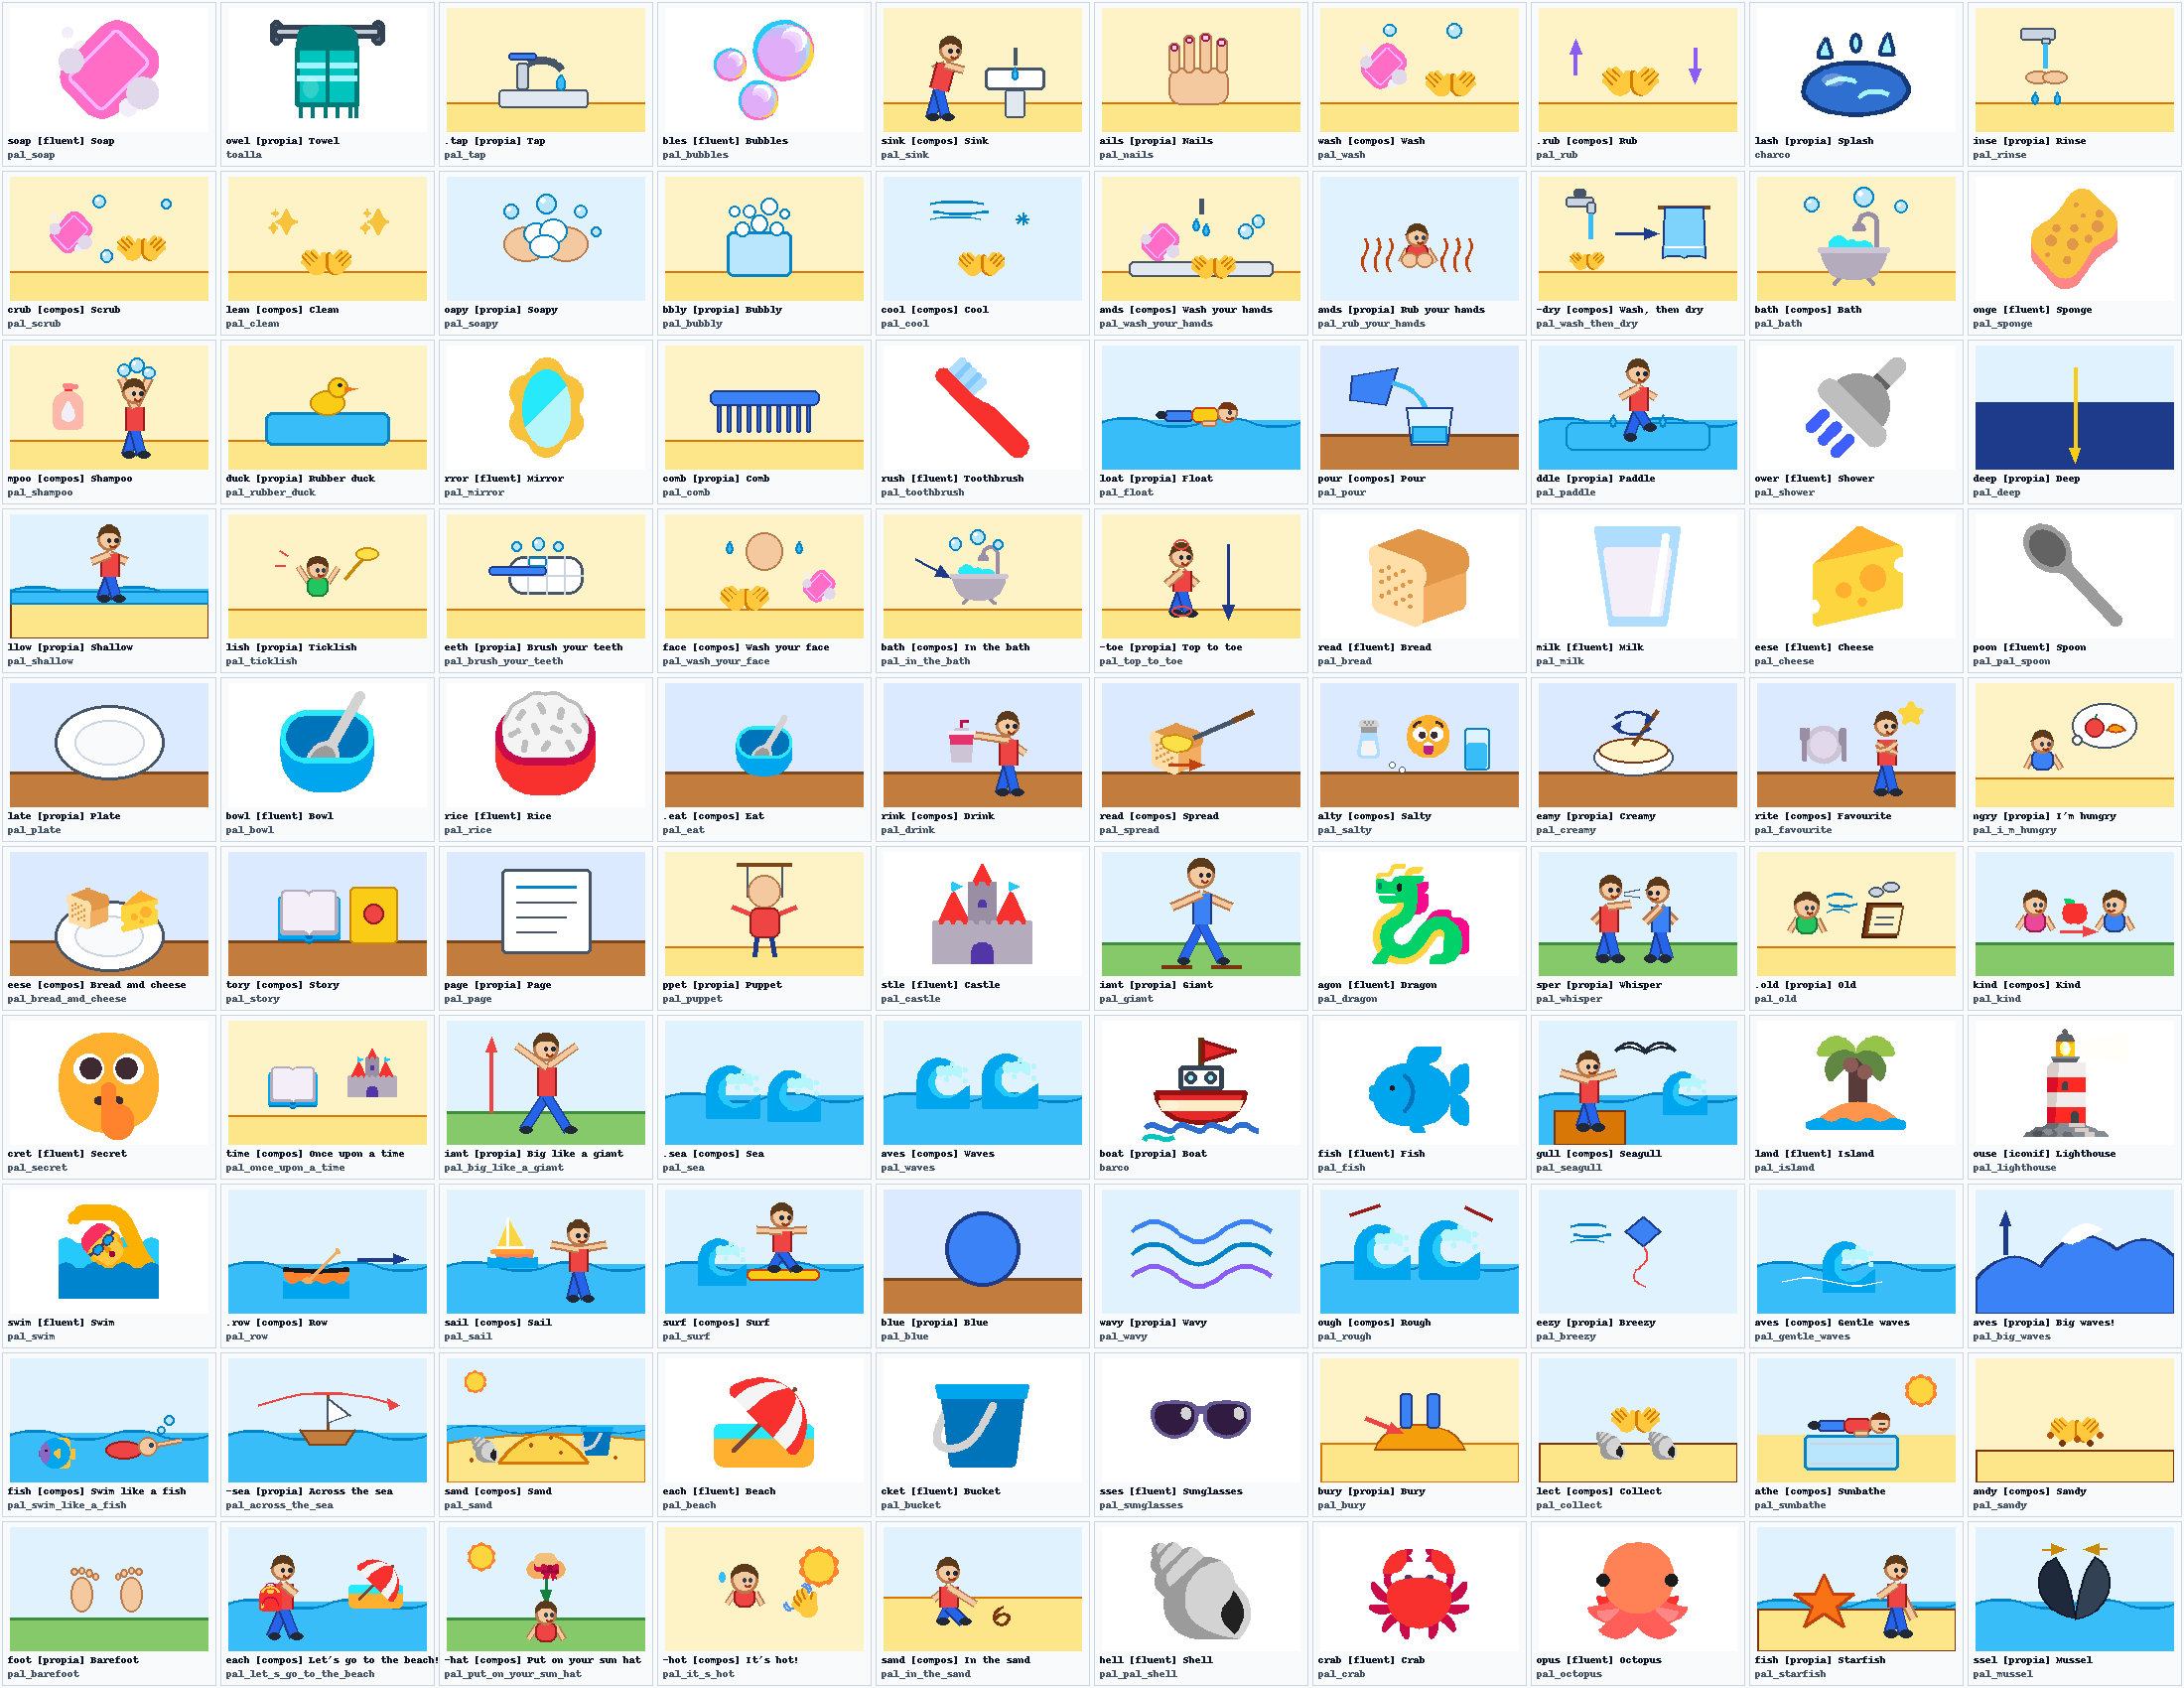 soap [fluent] Soap
pal_soap
owel [propia] Towel
toalla
.tap [propia] Tap
pal_tap
bles [fluent] Bubbles
pal_bubbles
sink [compos] Sink
pal_sink
ails [propia] Nails
pal_nails
wash [compos] Wash
pal_wash
.rub [compos] Rub
pal_rub
lash [propia] Splash
charco
inse [propia] Rinse
pal_rinse
crub [compos] Scrub
pal_scrub
lean [compos] Clean
pal_clean
oapy [propia] Soapy
pal_soapy
bbly [propia] Bubbly
pal_bubbly
cool [compos] Cool
pal_cool
ands [compos] Wash your hands
pal_wash_your_hands
ands [propia] Rub your hands
pal_rub_your_hands
-dry [compos] Wash, then dry
pal_wash_then_dry
bath [compos] Bath
pal_bath
onge [fluent] Sponge
pal_sponge
mpoo [compos] Shampoo
pal_shampoo
duck [propia] Rubber duck
pal_rubber_duck
rror [fluent] Mirror
pal_mirror
comb [propia] Comb
pal_comb
rush [fluent] Toothbrush
pal_toothbrush
loat [propia] Float
pal_float
pour [compos] Pour
pal_pour
ddle [propia] Paddle
pal_paddle
ower [fluent] Shower
pal_shower
deep [propia] Deep
pal_deep
llow [propia] Shallow
pal_shallow
lish [propia] Ticklish
pal_ticklish
eeth [propia] Brush your teeth
pal_brush_your_teeth
face [compos] Wash your face
pal_wash_your_face
bath [compos] In the bath
pal_in_the_bath
-toe [propia] Top to toe
pal_top_to_toe
read [fluent] Bread
pal_bread
milk [fluent] Milk
pal_milk
eese [fluent] Cheese
pal_cheese
poon [fluent] Spoon
pal_pal_spoon
late [propia] Plate
pal_plate
bowl [fluent] Bowl
pal_bowl
rice [fluent] Rice
pal_rice
.eat [compos] Eat
pal_eat
rink [compos] Drink
pal_drink
read [compos] Spread
pal_spread
alty [compos] Salty
pal_salty
eamy [propia] Creamy
pal_creamy
rite [compos] Favourite
pal_favourite
ngry [propia] I'm hungry
pal_i_m_hungry
eese [compos] Bread and cheese
pal_bread_and_cheese
tory [compos] Story
pal_story
page [propia] Page
pal_page
ppet [propia] Puppet
pal_puppet
stle [fluent] Castle
pal_castle
iant [propia] Giant
pal_giant
agon [fluent] Dragon
pal_dragon
sper [propia] Whisper
pal_whisper
.old [propia] Old
pal_old
kind [compos] Kind
pal_kind
cret [fluent] Secret
pal_secret
time [compos] Once upon a time
pal_once_upon_a_time
iant [propia] Big like a giant
pal_big_like_a_giant
.sea [compos] Sea
pal_sea
aves [compos] Waves
pal_waves
boat [propia] Boat
barco
fish [fluent] Fish
pal_fish
gull [compos] Seagull
pal_seagull
land [fluent] Island
pal_island
ouse [iconif] Lighthouse
pal_lighthouse
swim [fluent] Swim
pal_swim
.row [compos] Row
pal_row
sail [compos] Sail
pal_sail
surf [compos] Surf
pal_surf
blue [propia] Blue
pal_blue
wavy [propia] Wavy
pal_wavy
ough [compos] Rough
pal_rough
eezy [propia] Breezy
pal_breezy
aves [compos] Gentle waves
pal_gentle_waves
aves [propia] Big waves!
pal_big_waves
fish [compos] Swim like a fish
pal_swim_like_a_fish
-sea [propia] Across the sea
pal_across_the_sea
sand [compos] Sand
pal_sand
each [fluent] Beach
pal_beach
cket [fluent] Bucket
pal_bucket
sses [fluent] Sunglasses
pal_sunglasses
bury [propia] Bury
pal_bury
lect [compos] Collect
pal_collect
athe [compos] Sunbathe
pal_sunbathe
andy [compos] Sandy
pal_sandy
foot [propia] Barefoot
pal_barefoot
each [compos] Let's go to the beach!
pal_let_s_go_to_the_beach
-hat [compos] Put on your sun hat
pal_put_on_your_sun_hat
-hot [compos] It's hot!
pal_it_s_hot
sand [compos] In the sand
pal_in_the_sand
hell [fluent] Shell
pal_pal_shell
crab [fluent] Crab
pal_crab
opus [fluent] Octopus
pal_octopus
fish [propia] Starfish
pal_starfish
ssel [propia] Mussel
pal_mussel